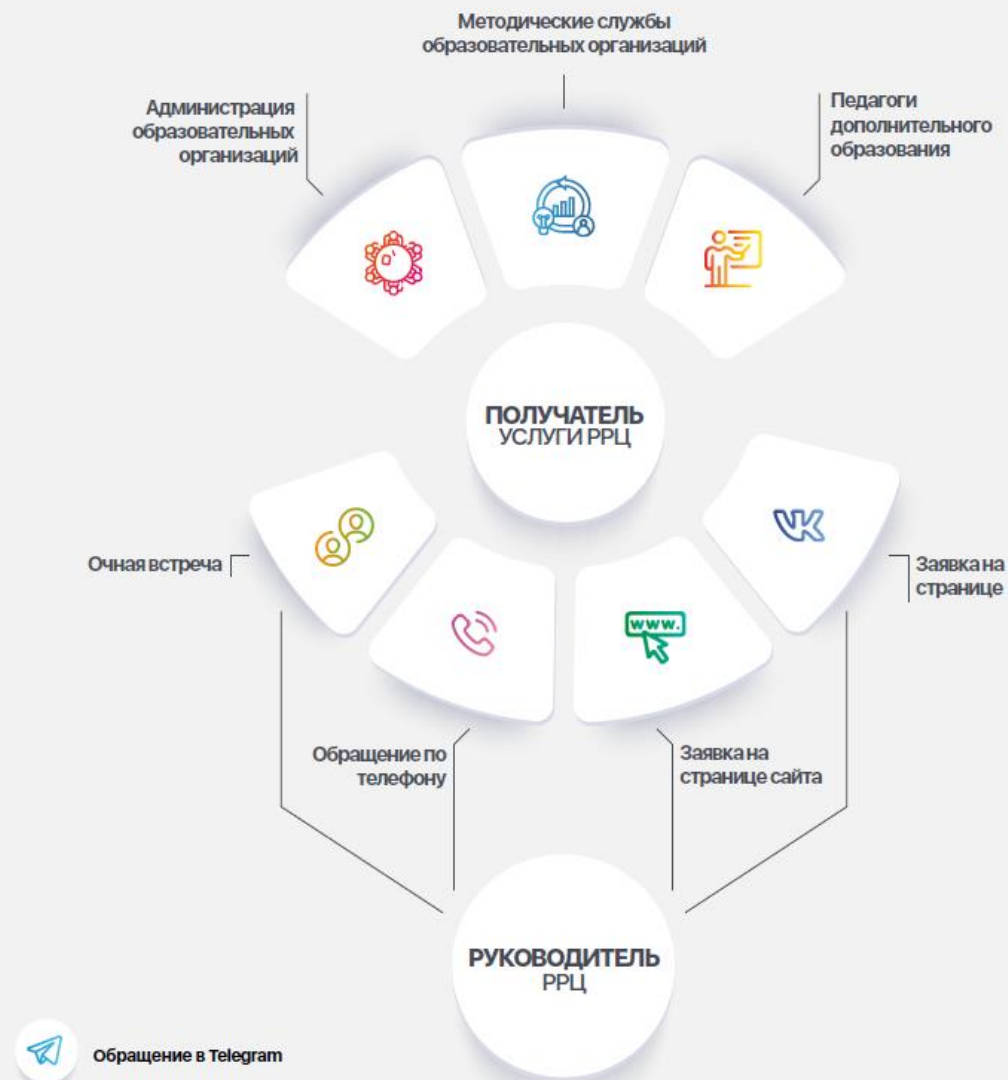 Методические службы
образовательных организаций
Администрация
образовательных
организаций
Педагоги
дополнительного
образования
ПОЛУЧАТЕЛЬ
УСЛУГИ РРЦ
Очная встреча
Заявка на
странице
www.
Обращение по
телефону
Заявка на
странице сайта
РУКОВОДИТЕЛЬ
РРЦ
Обращение в Telegram